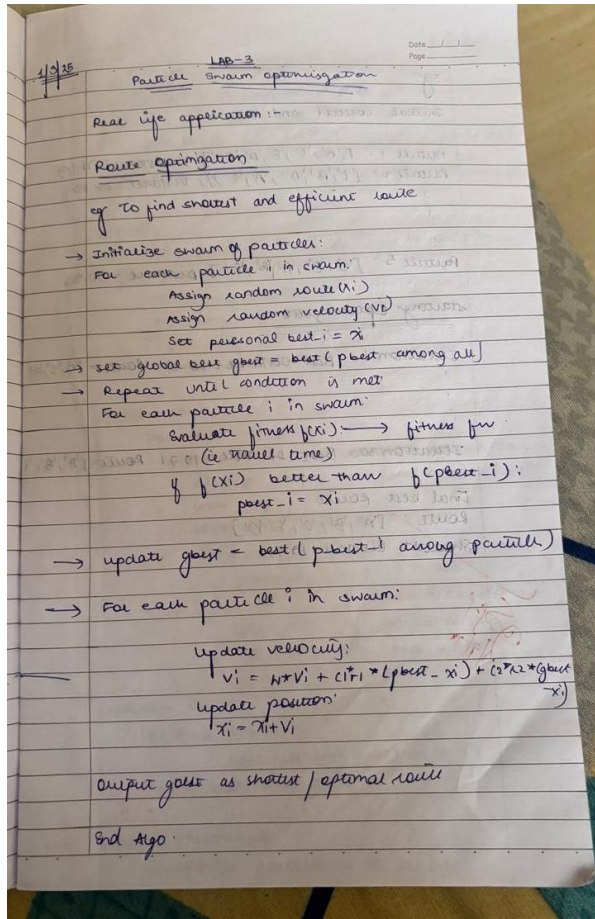 Date
Page
1/3/25
LAB-3
Particle Swarm optimisgation
Real life application:-
Route optimization
eg To find shortest and efficient route
→ Initialize swarm of particles:
For each particle i in swarm:
Assign random route (xi)
Assign random velocity (vi)
Set personal best_i = xi
→ set global best gbest = best (pbest among all)
→ Repeat until condition is met
For each particle i in swarm:
Evaluate fitness f(xi): → fitness fn
(ie travel time)
If f(xi) better than f(pbest_i):
pbest_i = xi
→ update gbest = best (pbest_i among particle)
→ For each particle i in swarm:
update velocity:
vi = w*vi + c1*r1*(pbest - xi) + c2*r2*(gbest
-xi)
update position:
xi = xi+vi
Output gbest as shortest / optimal route
End Algo.